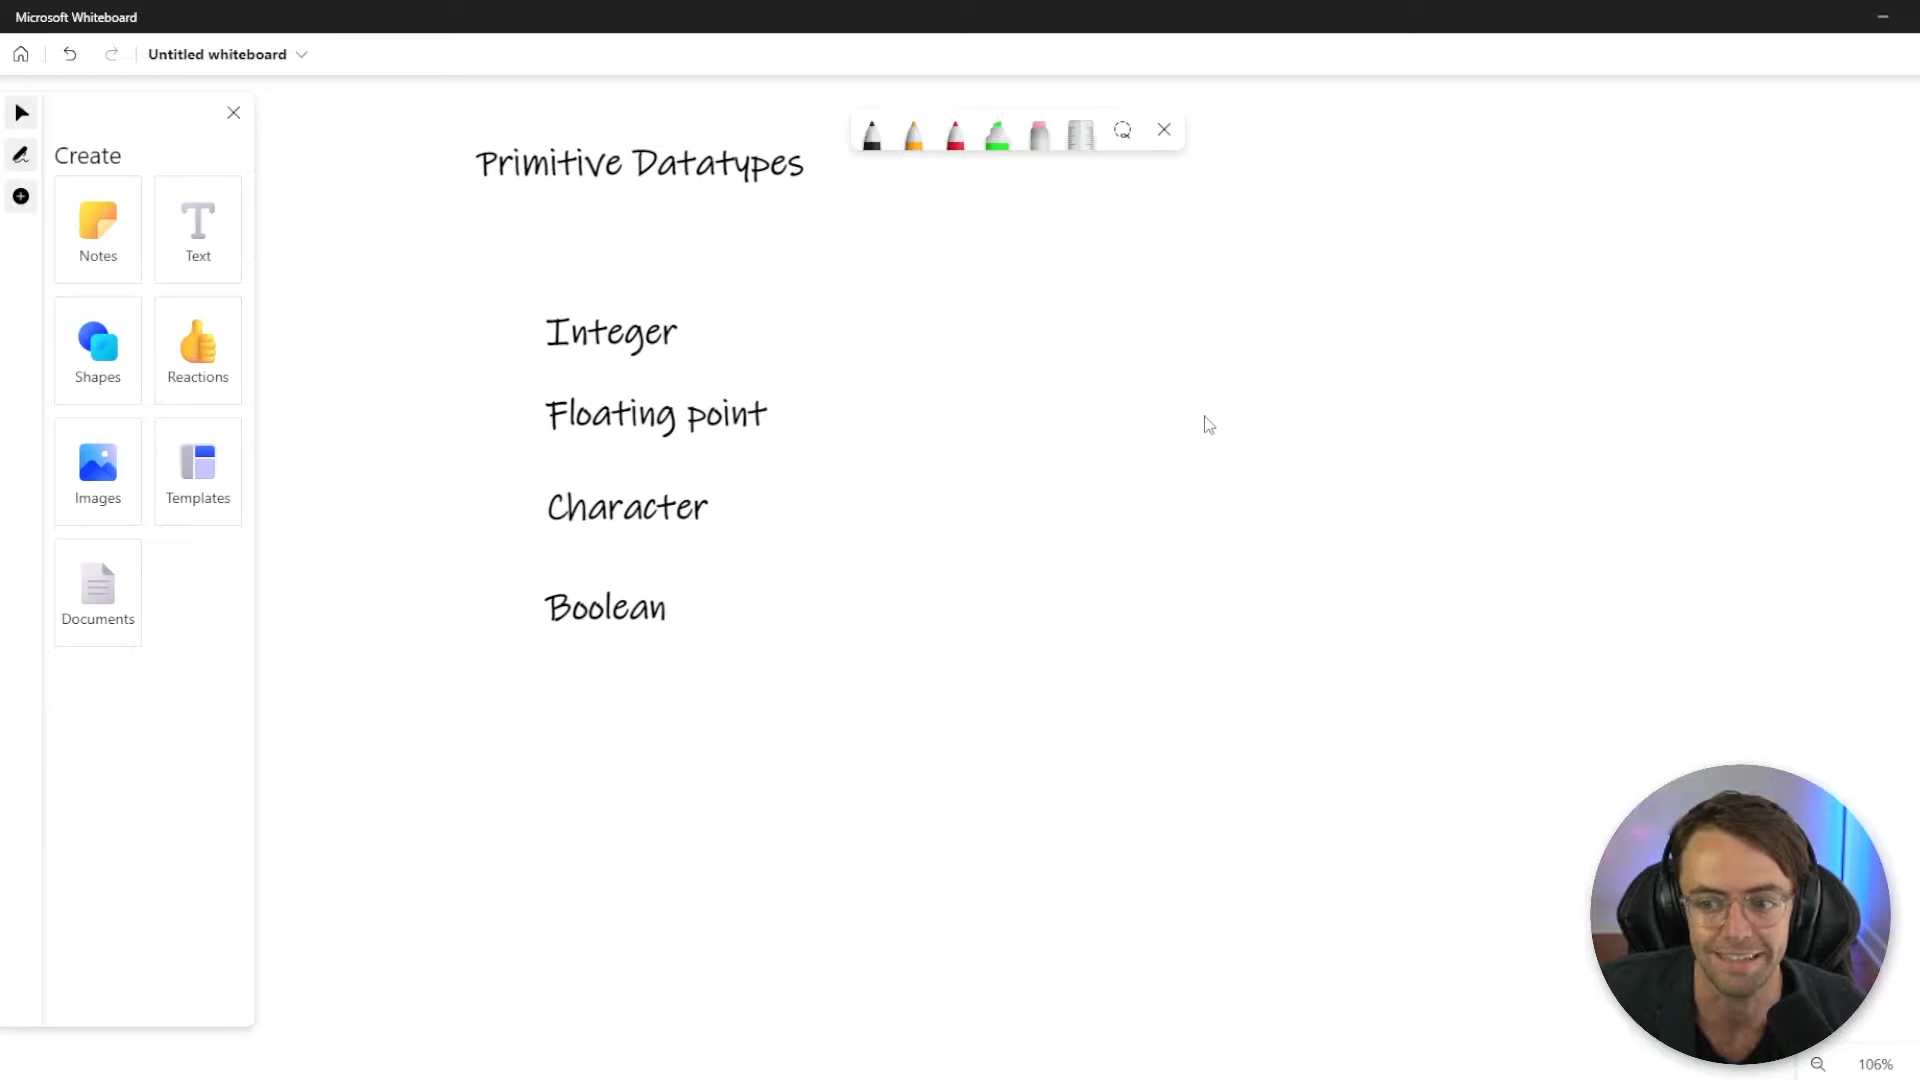 Microsoft Whiteboard
Untitled whiteboard
Create
Notes
Text
Shapes
Reactions
Images
Templates
Documents
Primitive Datatypes
Integer
Floating point
Character
Boolean
106%